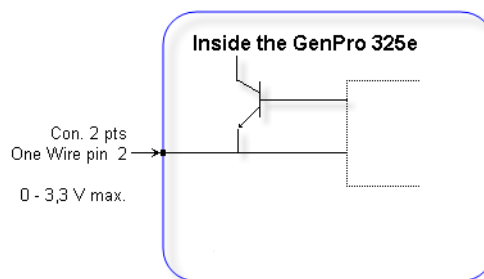 Inside the GenPro 325e
Con. 2 pts
One Wire pin 2
0 - 3,3 V max.